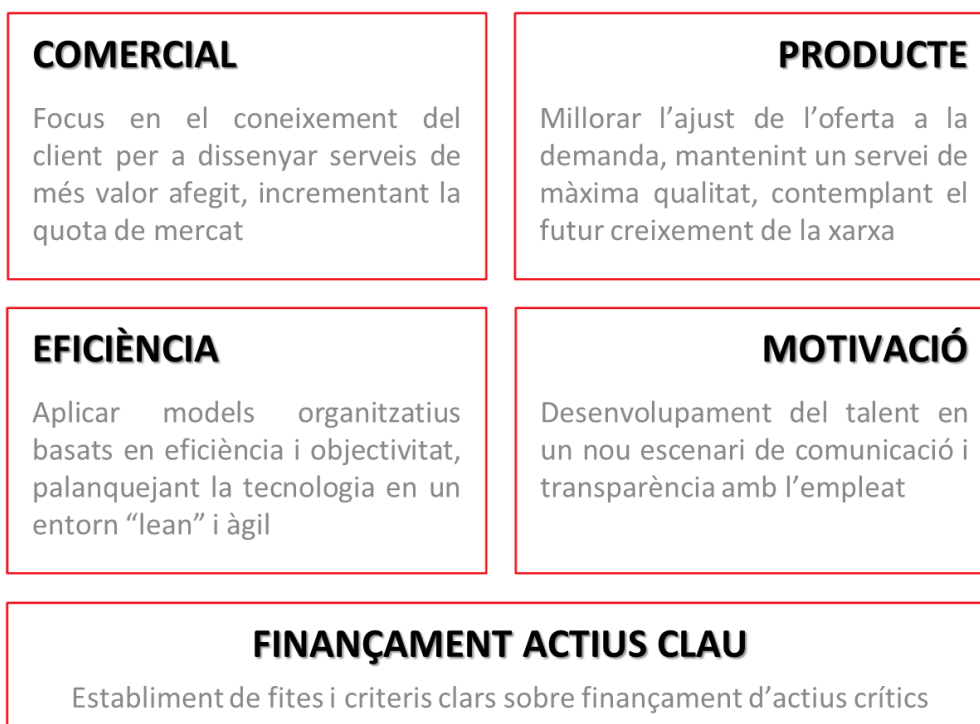 COMERCIAL
Focus en el coneixement del
client per a dissenyar serveis de
més valor afegit, incrementant la
quota de mercat
PRODUCTE
Millorar l’ajust de l’oferta a la
demanda, mantenint un servei de
màxima qualitat, contemplant el
futur creixement de la xarxa
EFICIÈNCIA
Aplicar models organitzatius
basats en eficiència i objectivitat,
palanquejant la tecnologia en un
entorn “lean” i àgil
MOTIVACIÓ
Desenvolupament del talent en
un nou escenari de comunicació i
transparència amb l’empleat
FINANÇAMENT ACTIUS CLAU
Establiment de fites i criteris clars sobre finançament d’actius crítics